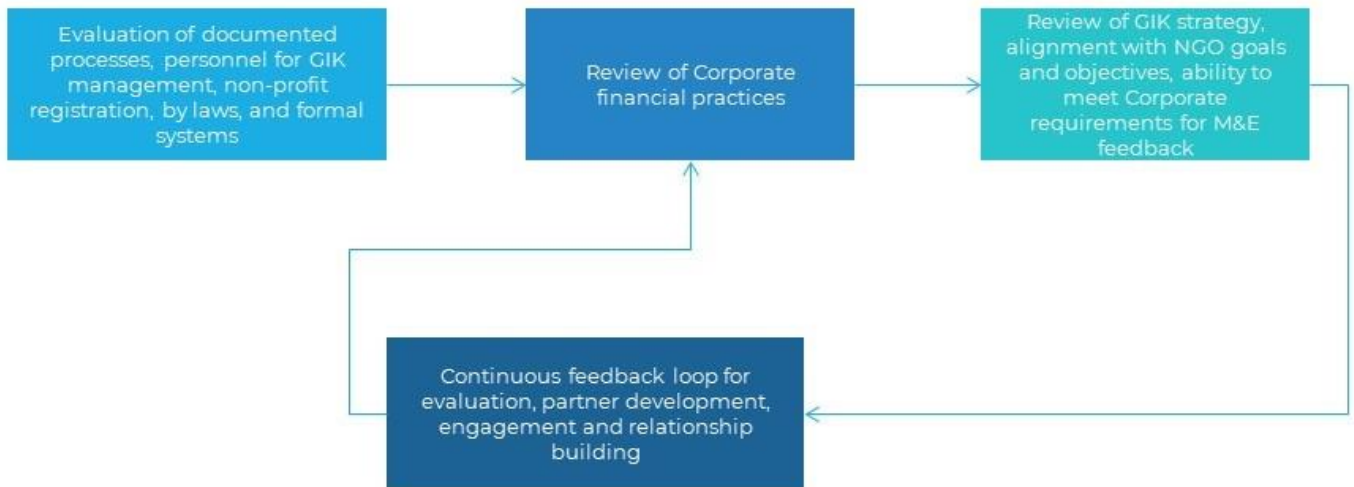 Evaluation of documented
processes, personnel for GIK
management, non-profit
registration, by laws, and formal
systems
Review of Corporate
financial practices
Review of GIK strategy,
alignment with NGO goals
and objectives, ability to
meet Corporate
requirements for M&E
feedback
Continuous feedback loop for
evaluation, partner development,
engagement and relationship
building